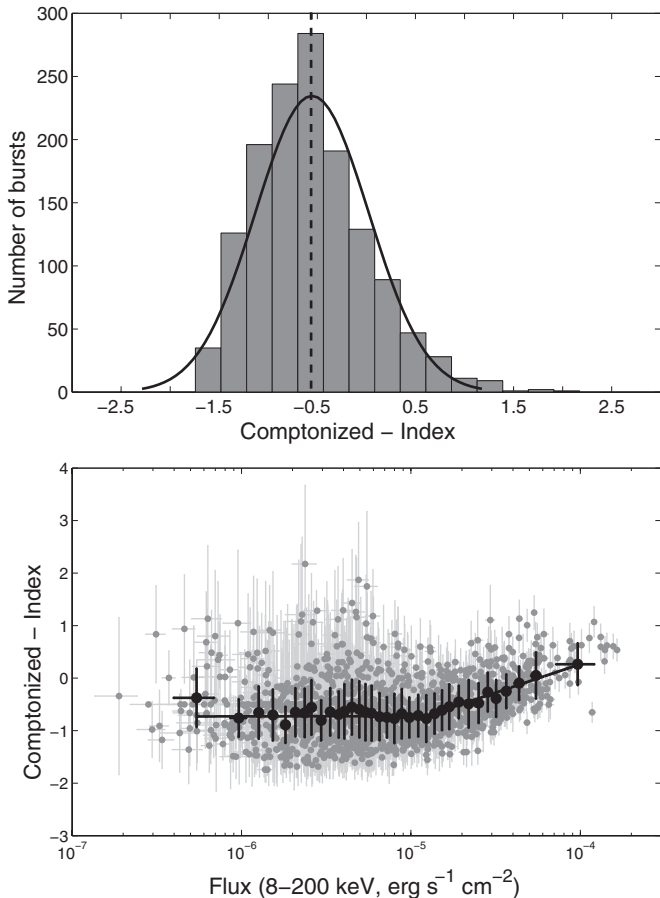 300
250
200
150
100
50
0
Number of bursts
−2.5 −1.5 −0.5 0.5 1.5 2.5
Comptonized − Index
4
3
2
1
0
−1
−2
−3
Comptonized − Index
10⁻⁷ 10⁻⁶ 10⁻⁵ 10⁻⁴
Flux (8−200 keV, erg s⁻¹ cm⁻²)